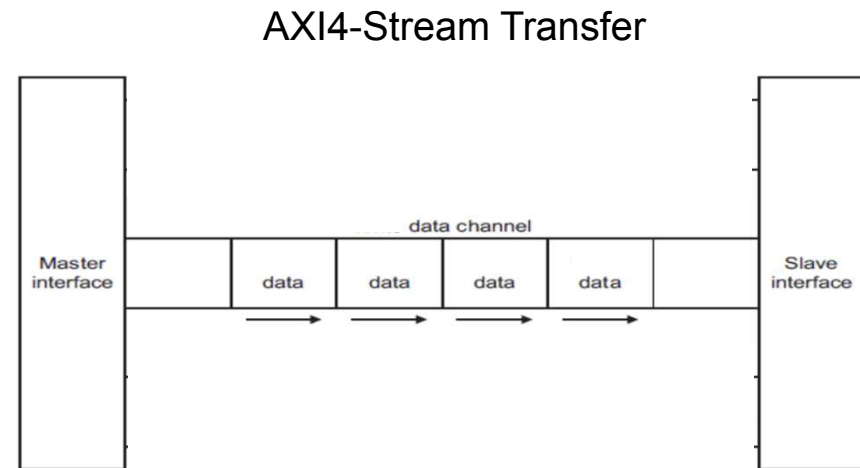 AXI4-Stream Transfer
data channel
Master
interface
data
data
data
data
Slave
interface